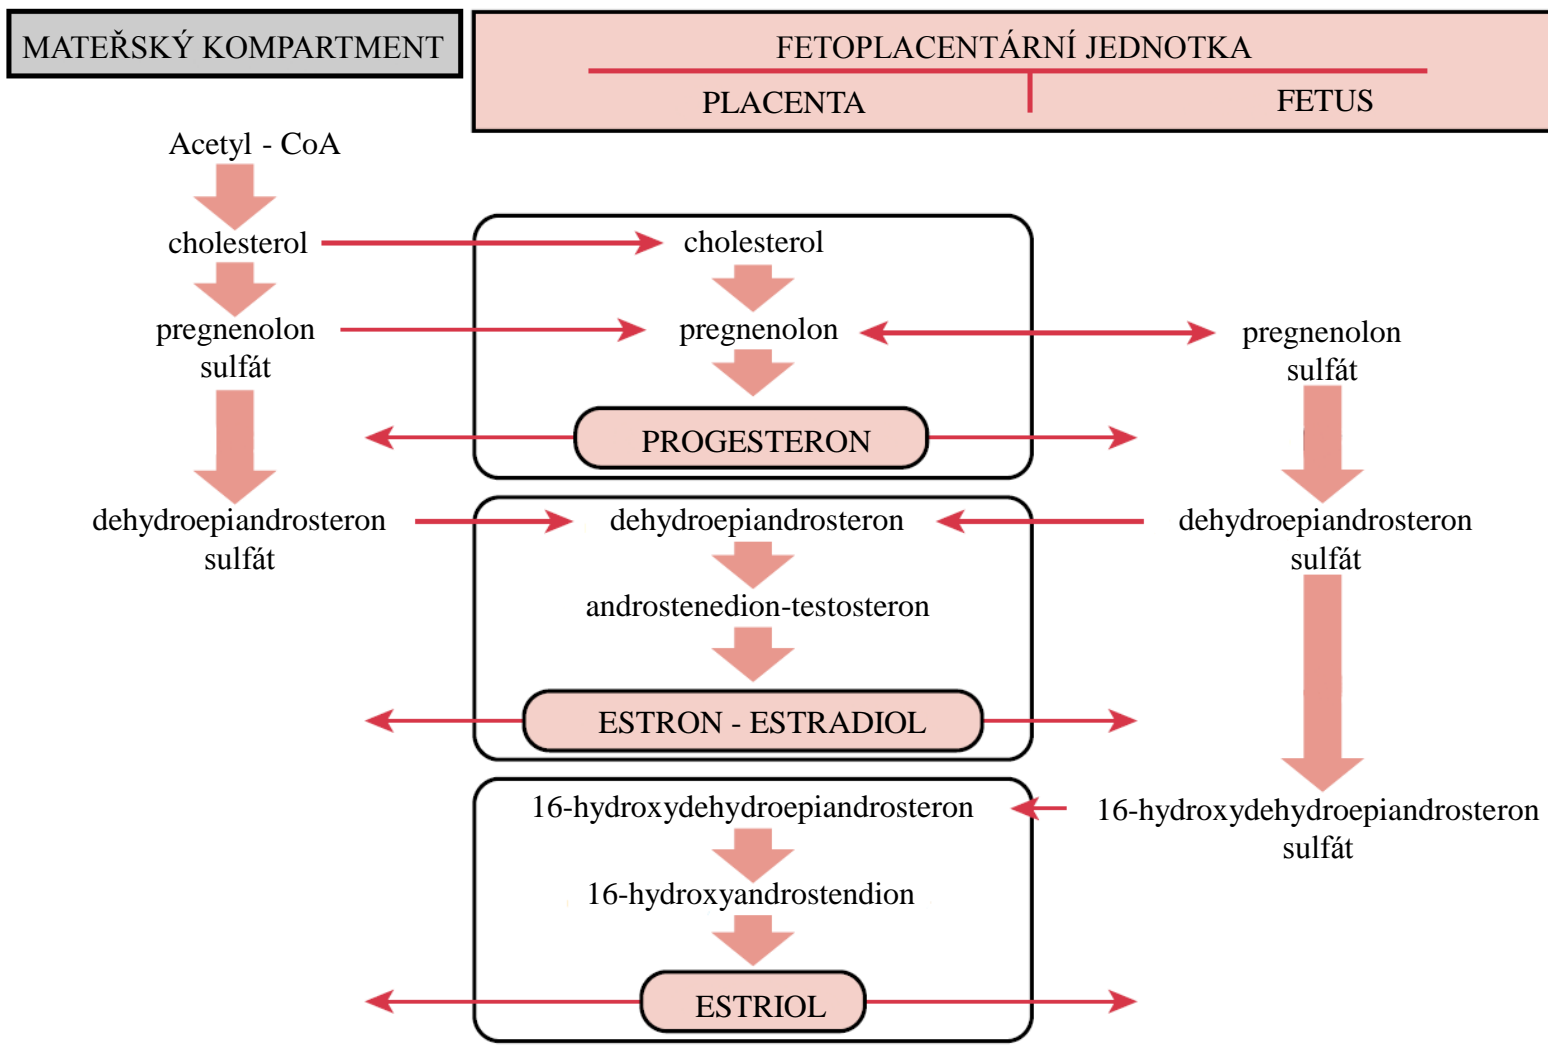 MATEŘSKÝ KOMPARTMENT
FETOPLACENTÁRNÍ JEDNOTKA
PLACENTA
FETUS
Acetyl - CoA
cholesterol
cholesterol
pregnenolon
sulfát
pregnenolon
pregnenolon
sulfát
PROGESTERON
dehydroepiandrosteron
sulfát
dehydroepiandrosteron
dehydroepiandrosteron
sulfát
androstenedion-testosteron
ESTRON - ESTRADIOL
16-hydroxydehydroepiandrosteron
16-hydroxydehydroepiandrosteron
sulfát
16-hydroxyandrostendion
ESTRIOL